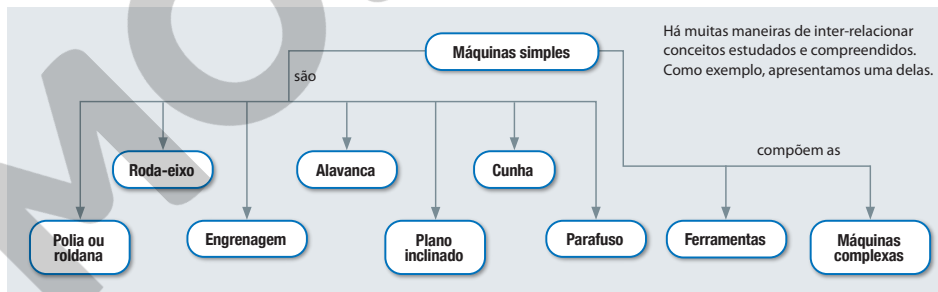 Há muitas maneiras de inter-relacionar
conceitos estudados e compreendidos.
Como exemplo, apresentamos uma delas.
Máquinas simples
são
compõem as
Roda-eixo
Alavanca
Cunha
Polia ou
roldana
Engrenagem
Plano
inclinado
Parafuso
Ferramentas
Máquinas
complexas